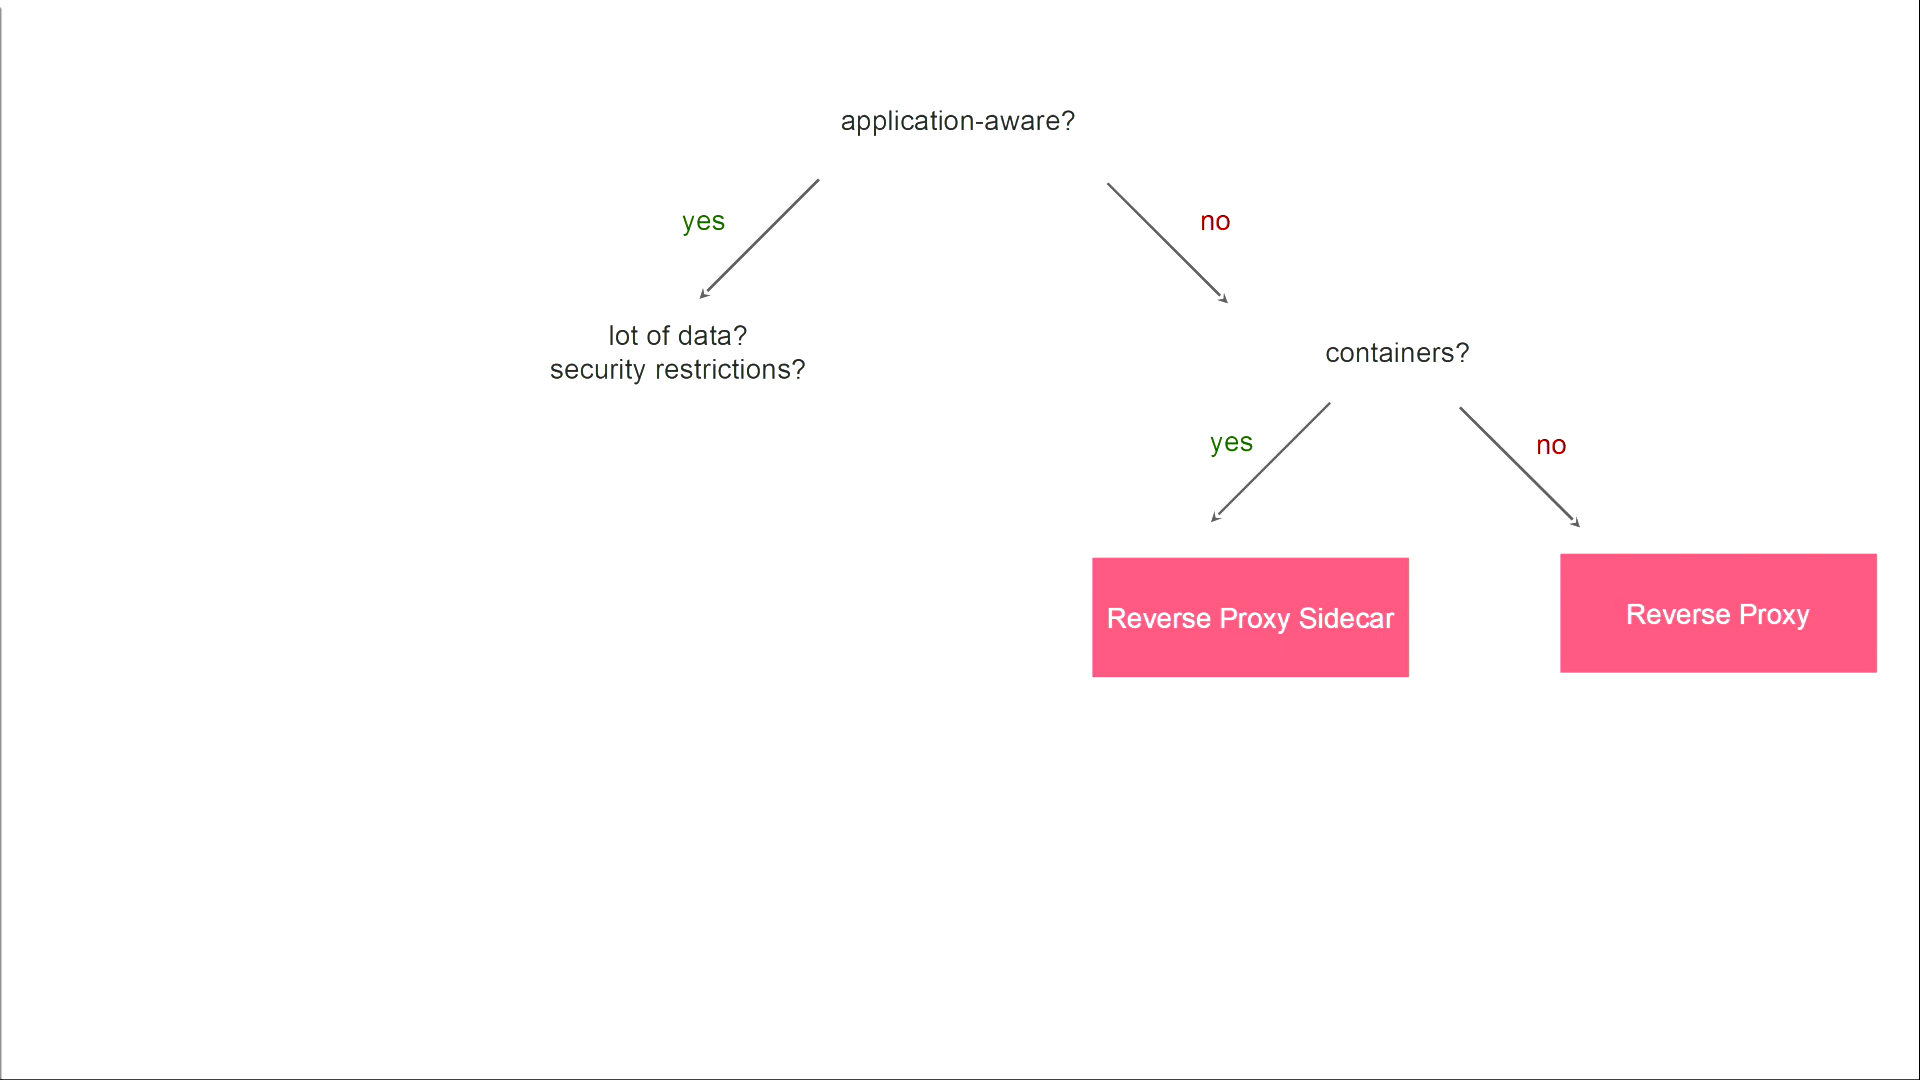 application-aware?
yes
no
lot of data?
security restrictions?
containers?
yes
no
Reverse Proxy Sidecar
Reverse Proxy